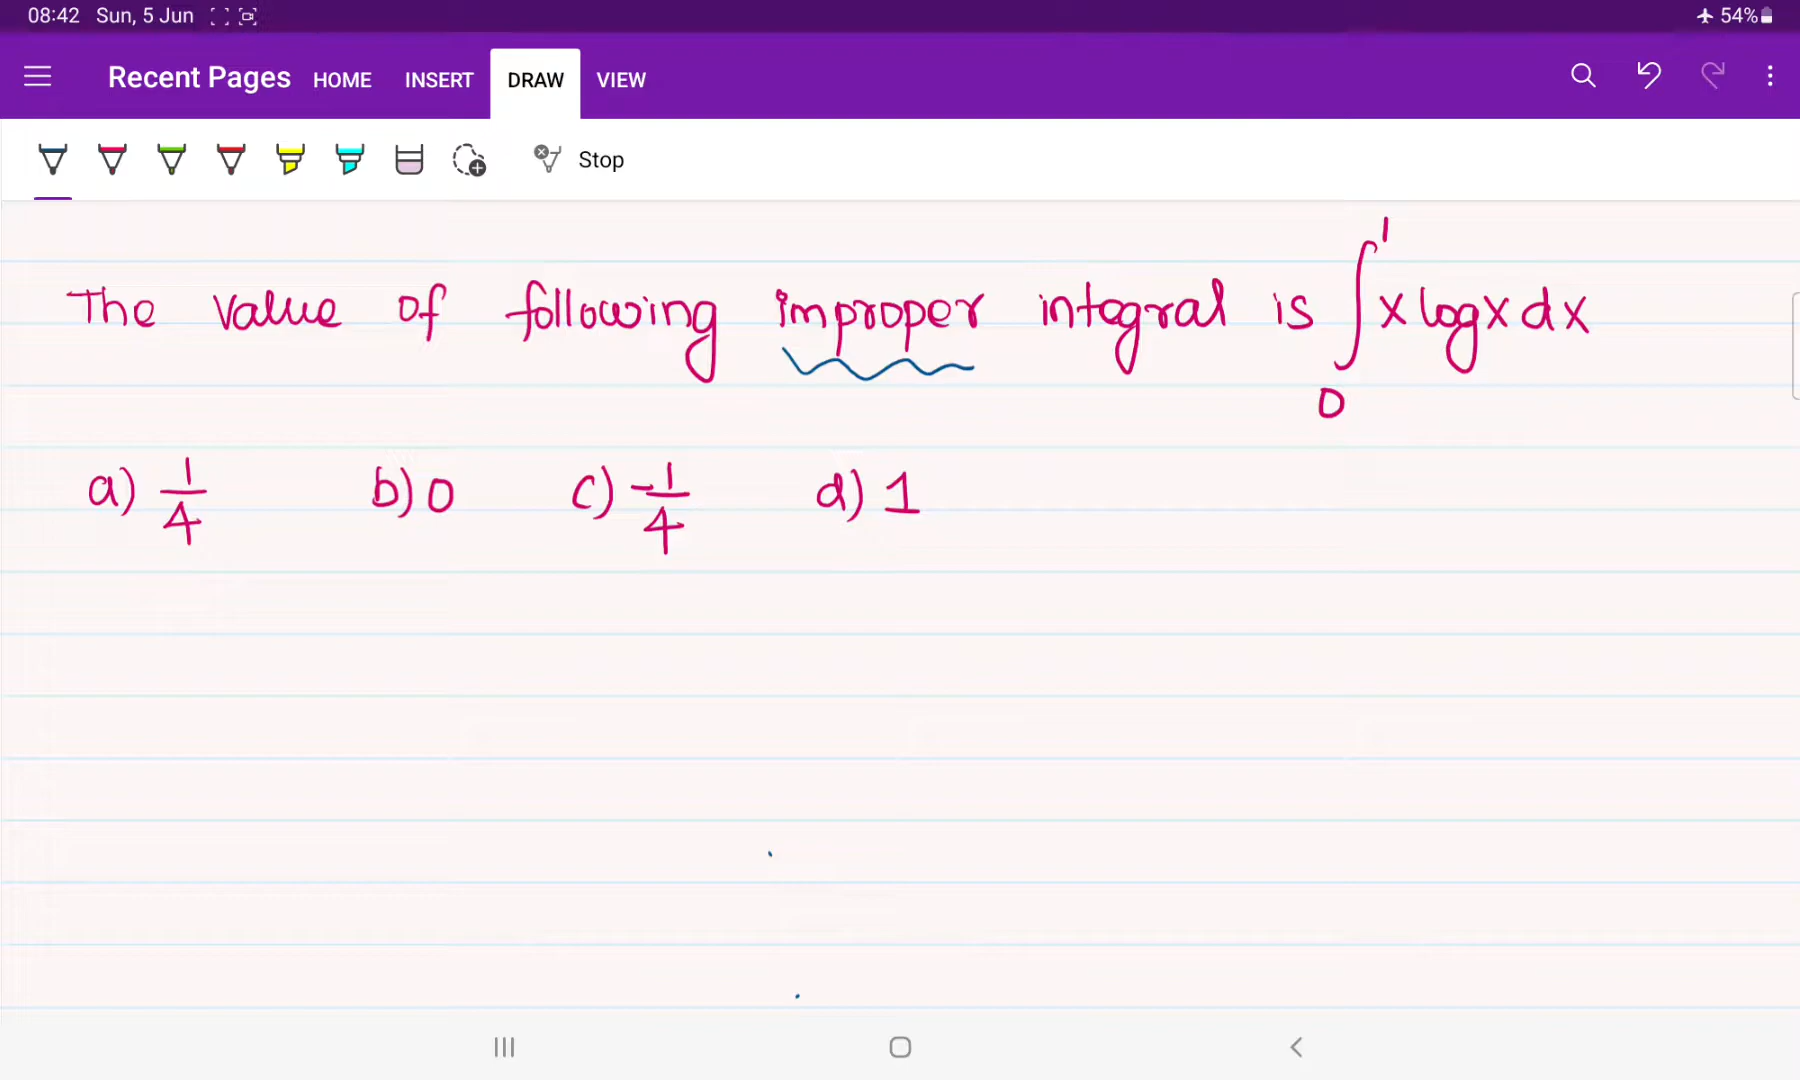 08:42 Sun, 5 Jun 54%
Recent Pages HOME INSERT DRAW VIEW
Stop
The value of following improper integral is ∫₀¹ x logx dx
a) 1/4 b) 0 c) -1/4 d) 1